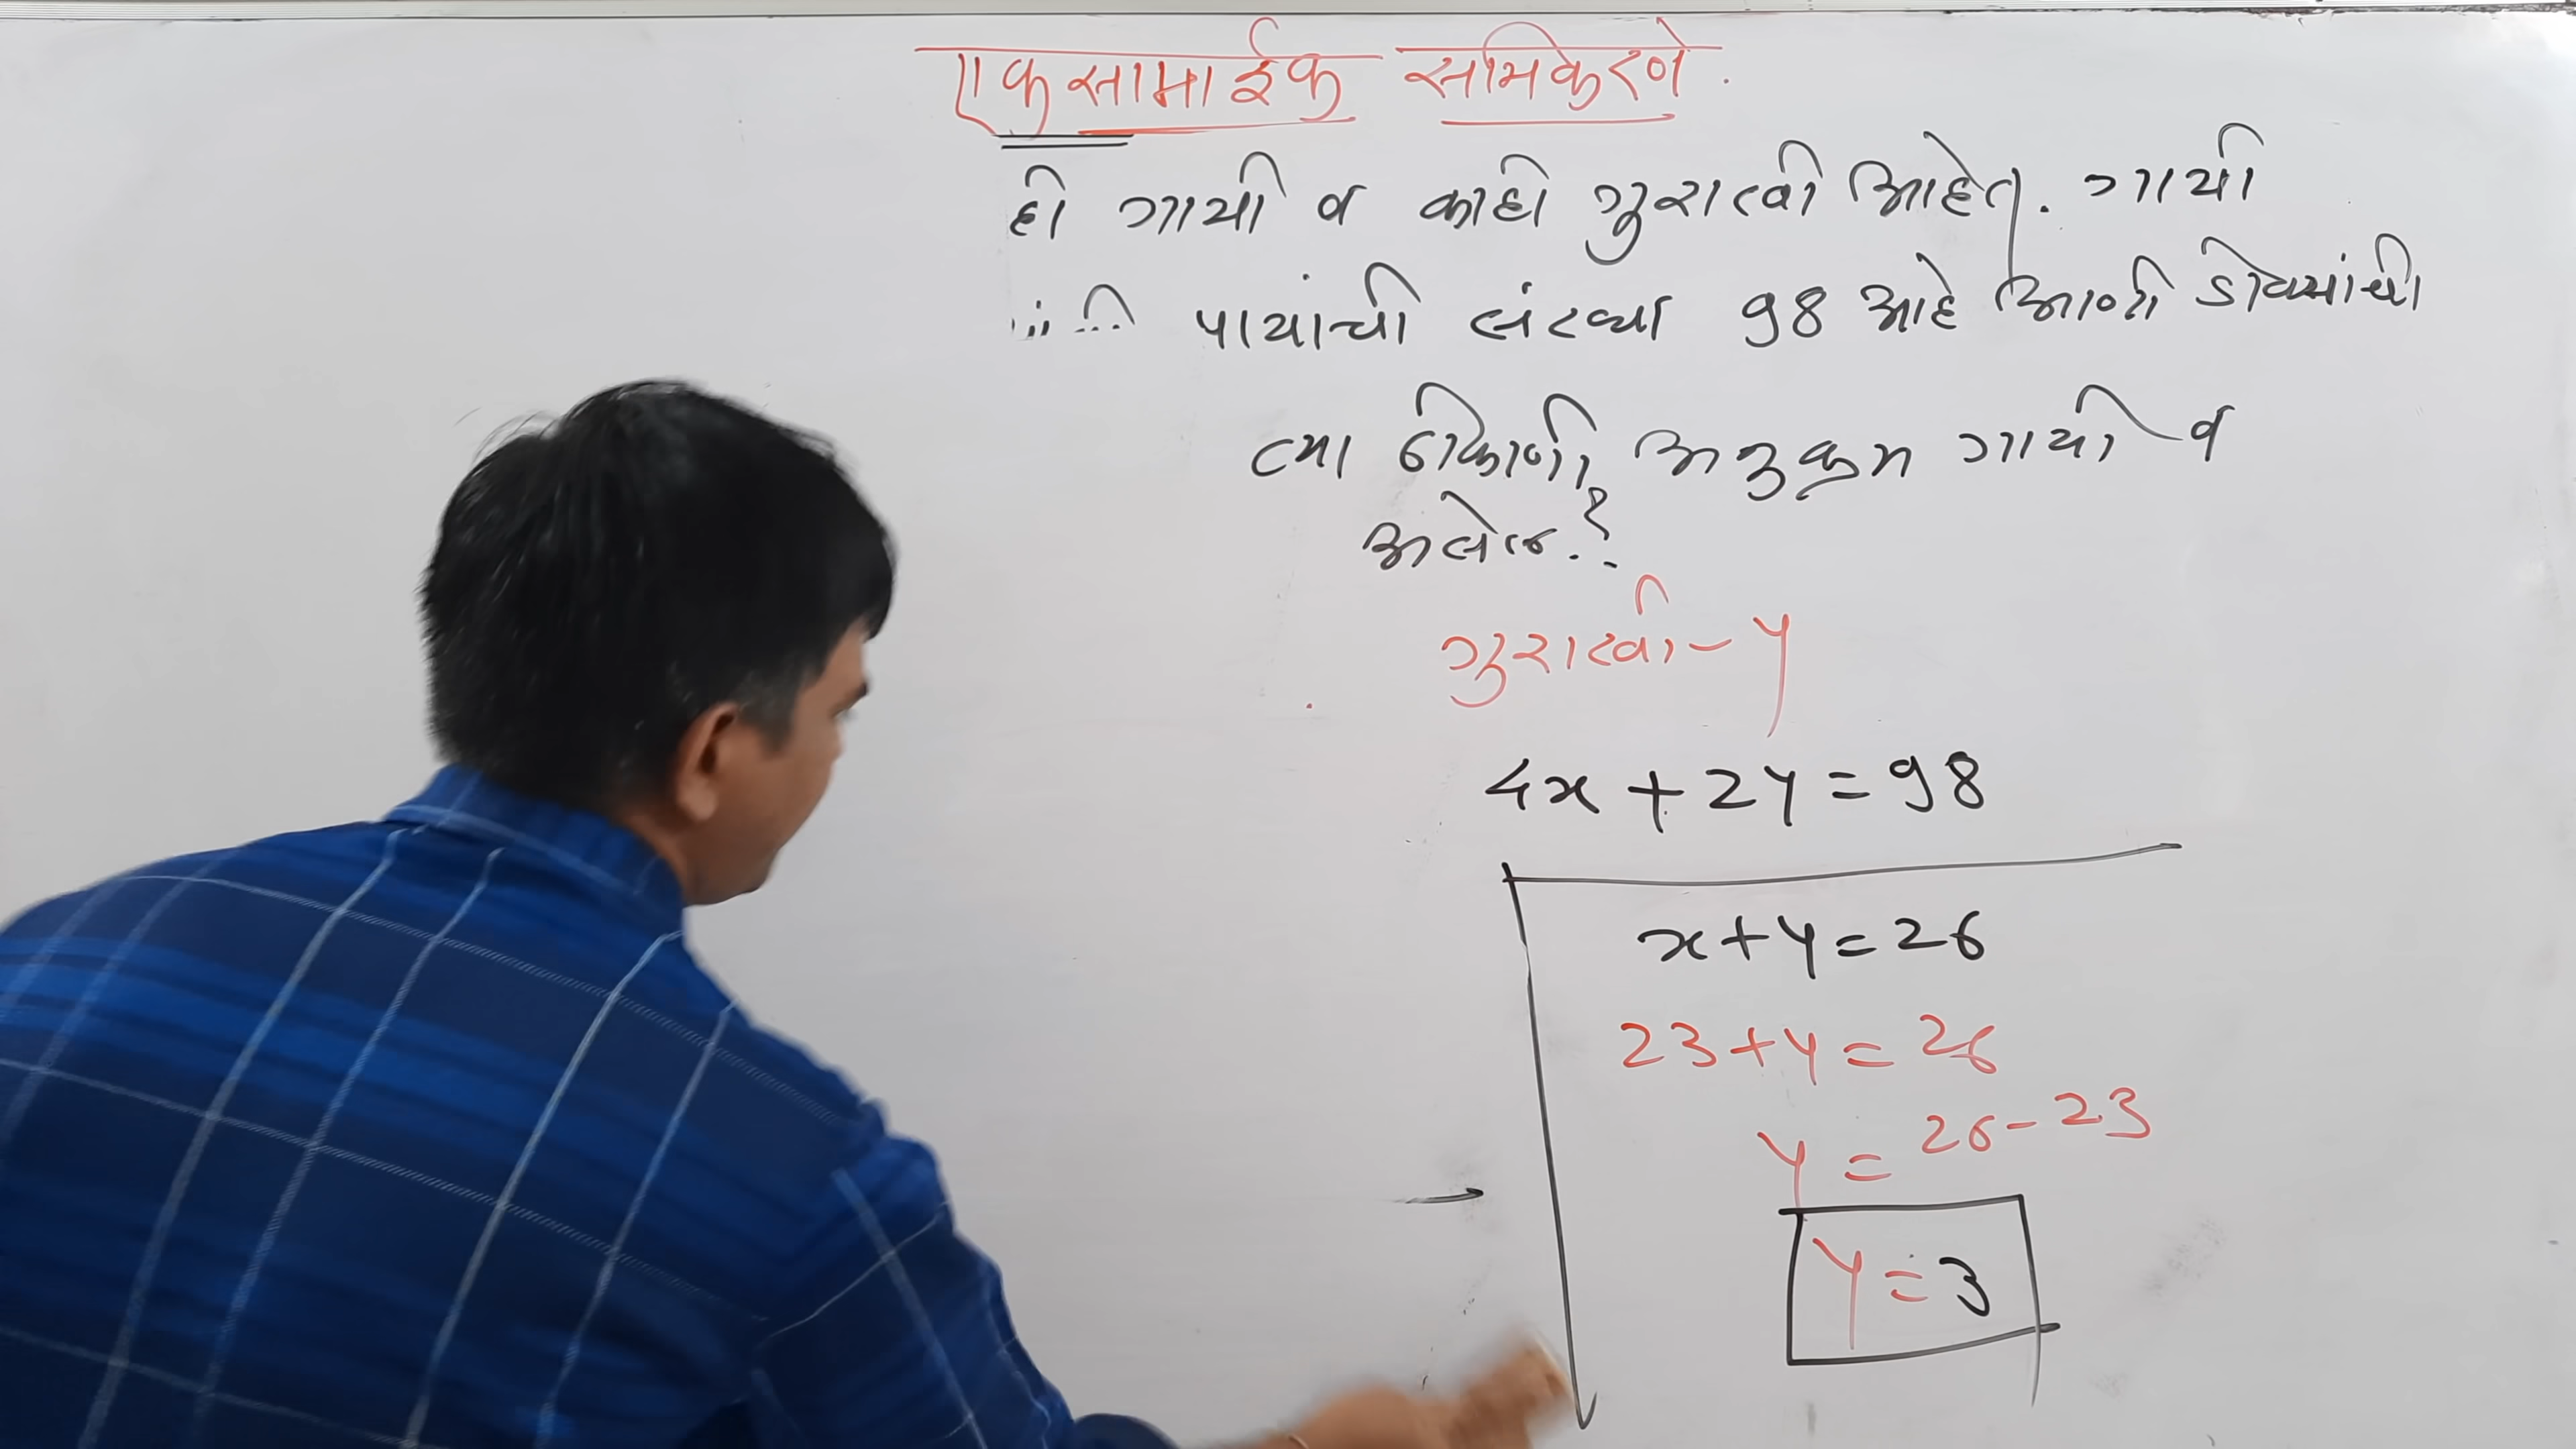 एकसामाईक समिकरणे.
ही गायी व काही गुराखी आहेत. गायी
पायांची संख्या 98 आहे आणी डोक्यांची
त्या ठीकाणी अनुक्रम गायी व
असेल.?
गुराखी - y
4x + 2y = 98
x + y = 26
23 + y = 26
y = 26 - 23
y = 3